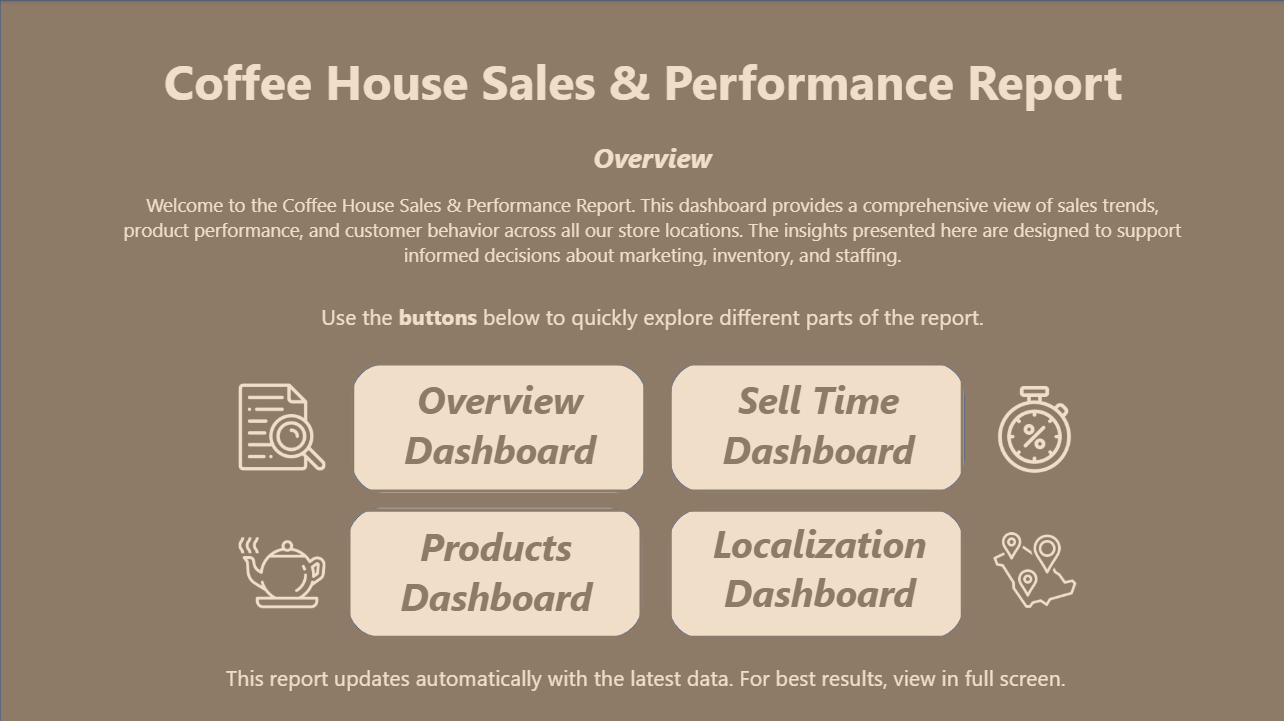 Coffee House Sales & Performance Report
Overview
Welcome to the Coffee House Sales & Performance Report. This dashboard provides a comprehensive view of sales trends,
product performance, and customer behavior across all our store locations. The insights presented here are designed to support
informed decisions about marketing, inventory, and staffing.
Use the buttons below to quickly explore different parts of the report.
Overview
Dashboard
Sell Time
Dashboard
%
Products
Dashboard
Localization
Dashboard
This report updates automatically with the latest data. For best results, view in full screen.